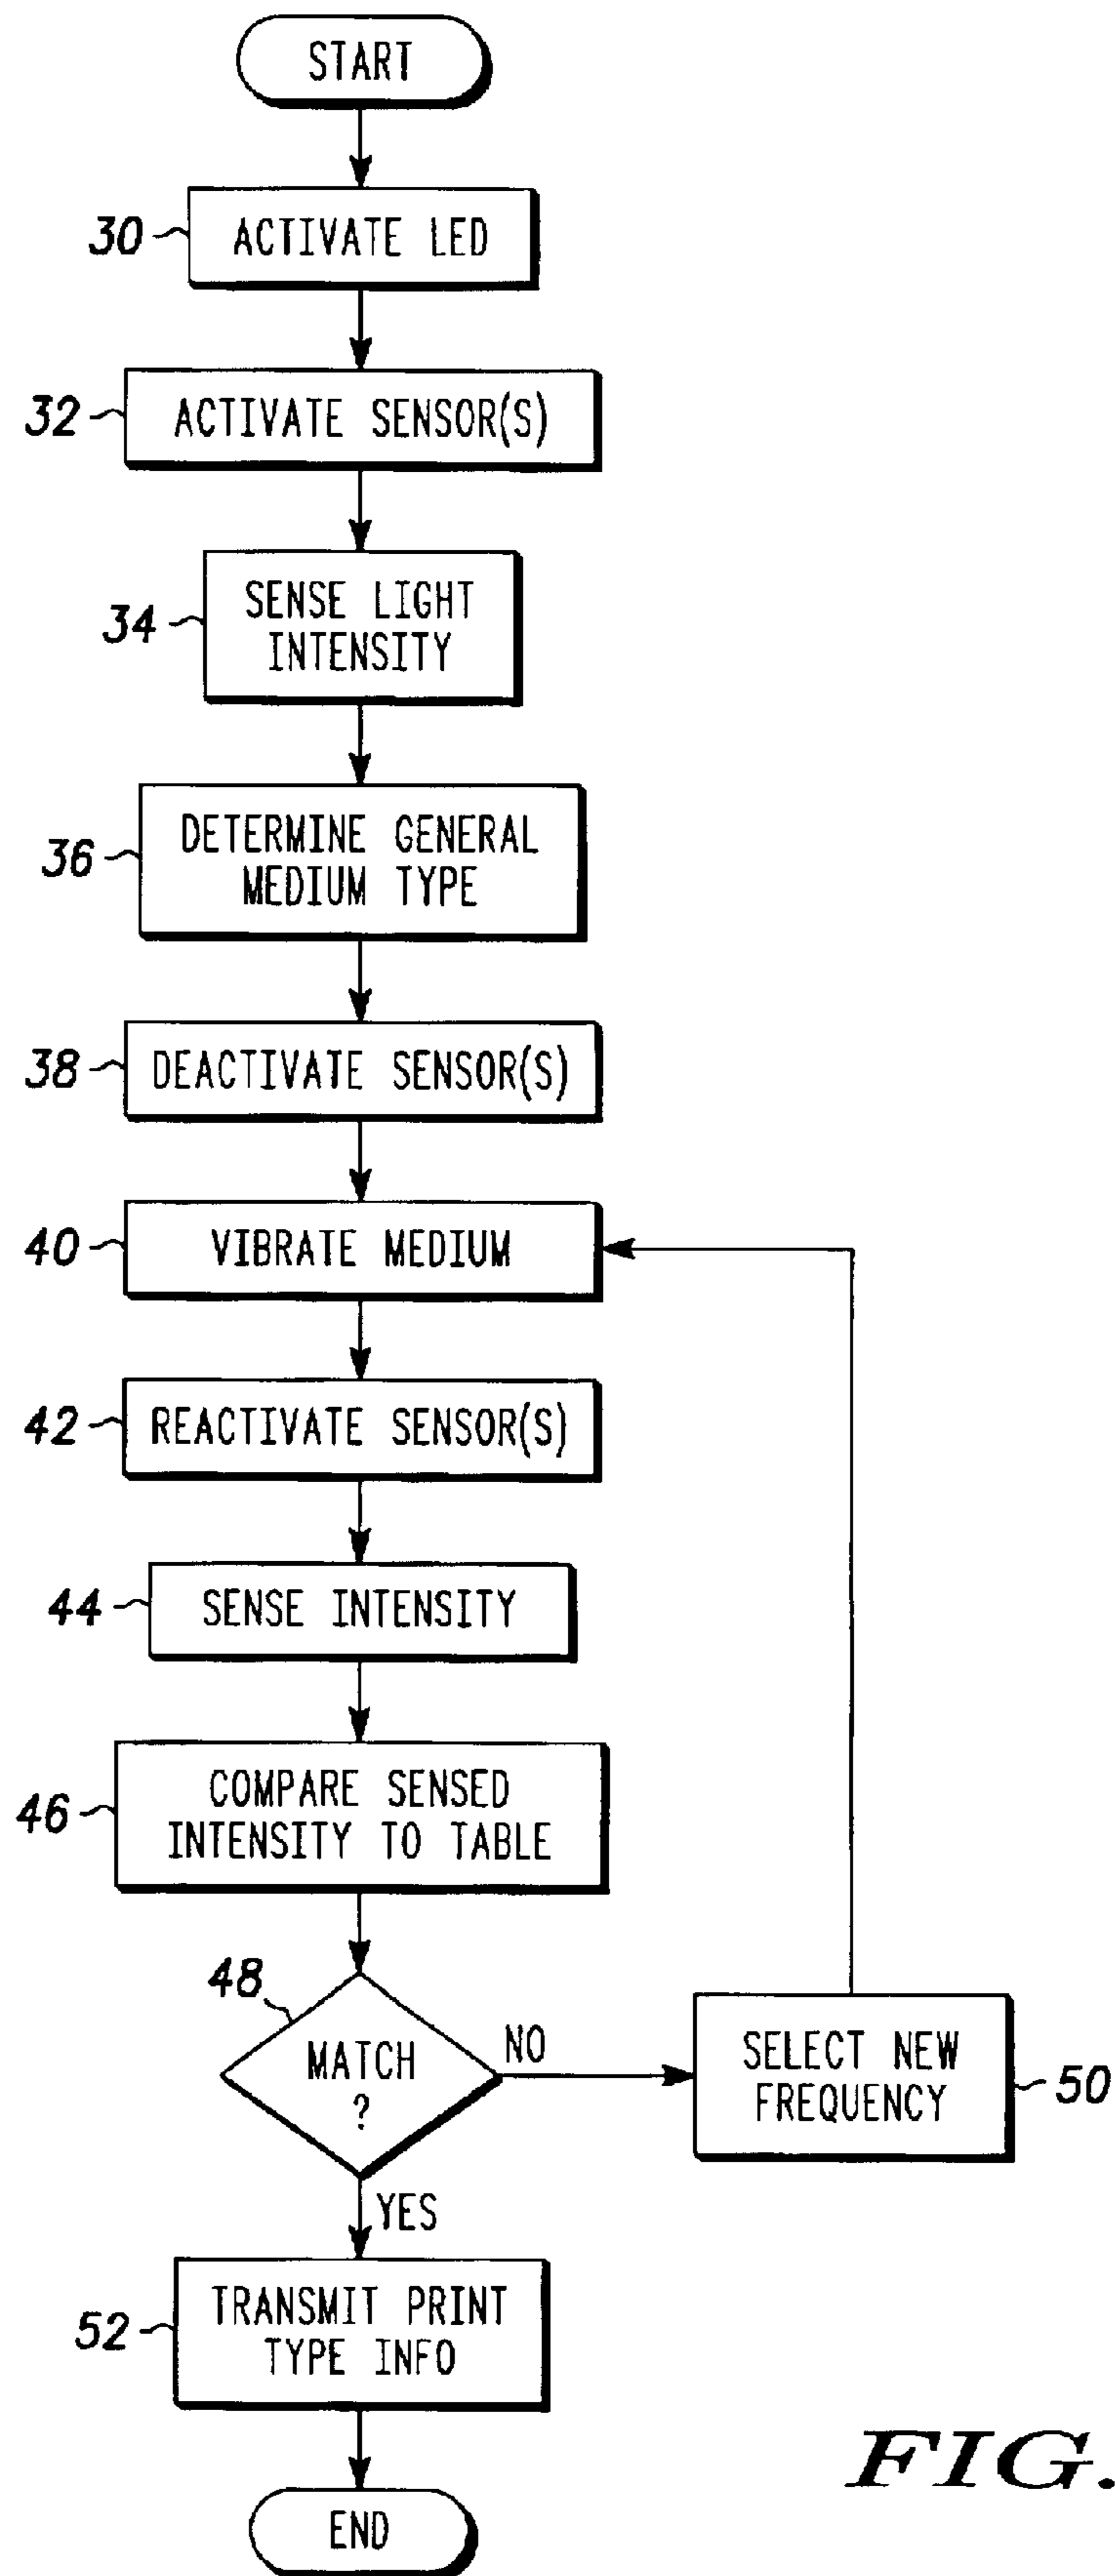 START
30
ACTIVATE LED
32
ACTIVATE SENSOR(S)
34
SENSE LIGHT
INTENSITY
36
DETERMINE GENERAL
MEDIUM TYPE
38
DEACTIVATE SENSOR(S)
40
VIBRATE MEDIUM
42
REACTIVATE SENSOR(S)
44
SENSE INTENSITY
46
COMPARE SENSED
INTENSITY TO TABLE
48
MATCH
?
NO
SELECT NEW
FREQUENCY
50
YES
52
TRANSMIT PRINT
TYPE INFO
END
FIG.